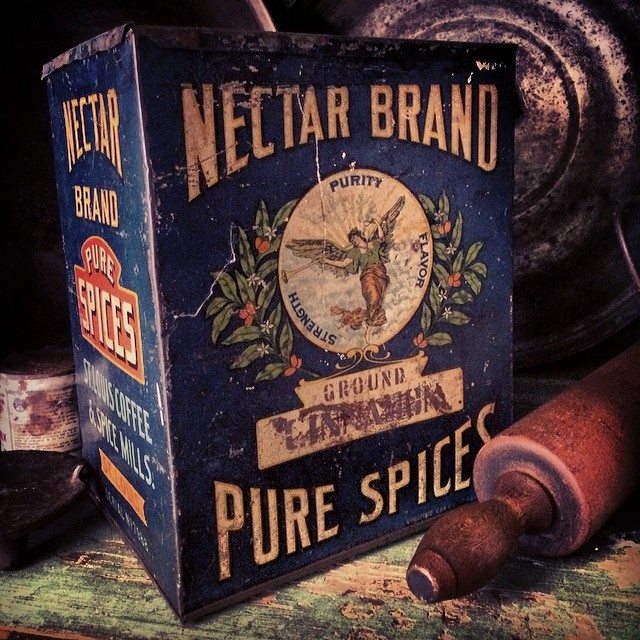 NECTAR
BRAND
PURE
SPICES
ST. LOUIS COFFEE
& SPICE MILLS.
NECTAR BRAND
PURITY
STRENGTH
FLAVOR
GROUND
CINNAMON
PURE SPICES